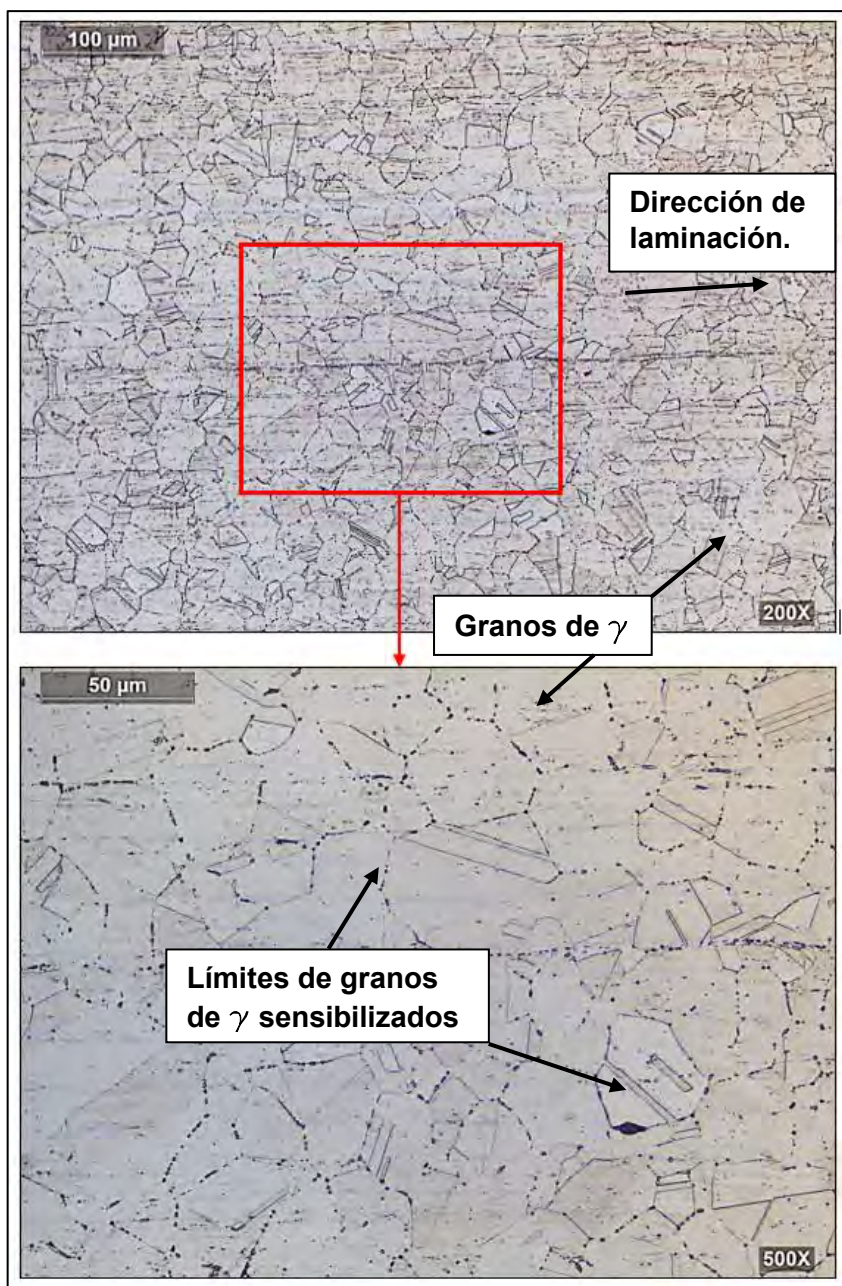 100 µm
Dirección de
laminación.
200X
Granos de γ
50 µm
Límites de granos
de γ sensibilizados
500X